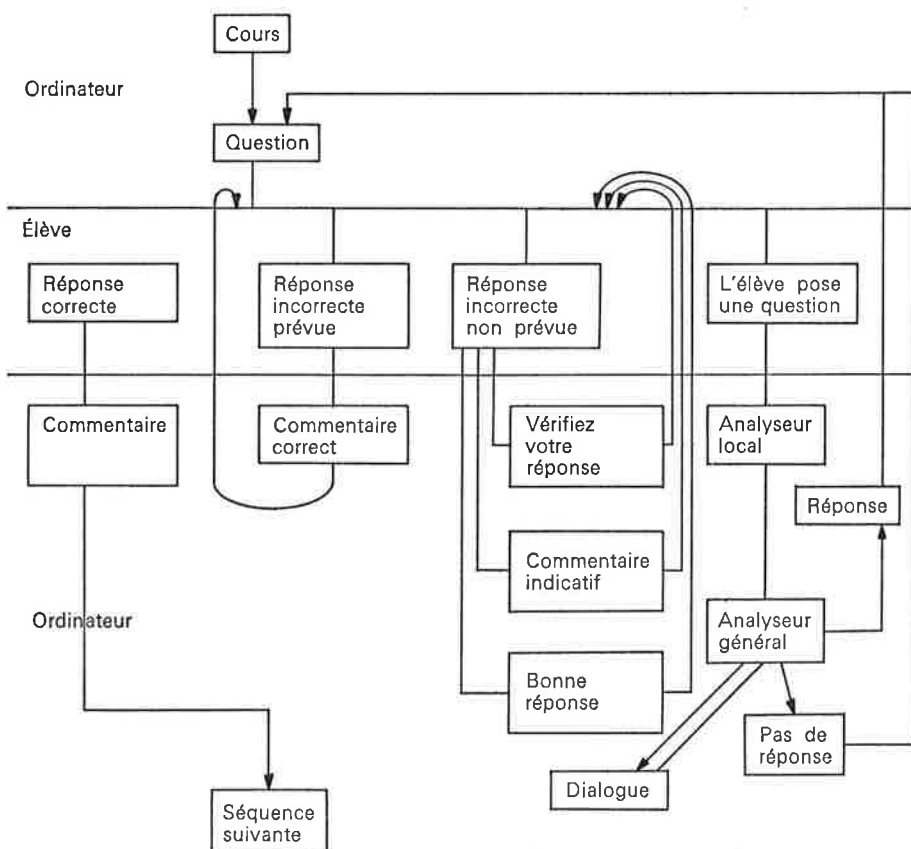 Cours
Ordinateur
Question
Élève
Réponse
correcte
Réponse
incorrecte
prévue
Réponse
incorrecte
non prévue
L'élève pose
une question
Commentaire
Commentaire
correct
Vérifiez
votre
réponse
Analyseur
local
Réponse
Commentaire
indicatif
Ordinateur
Analyseur
général
Bonne
réponse
Pas de
réponse
Dialogue
Séquence
suivante